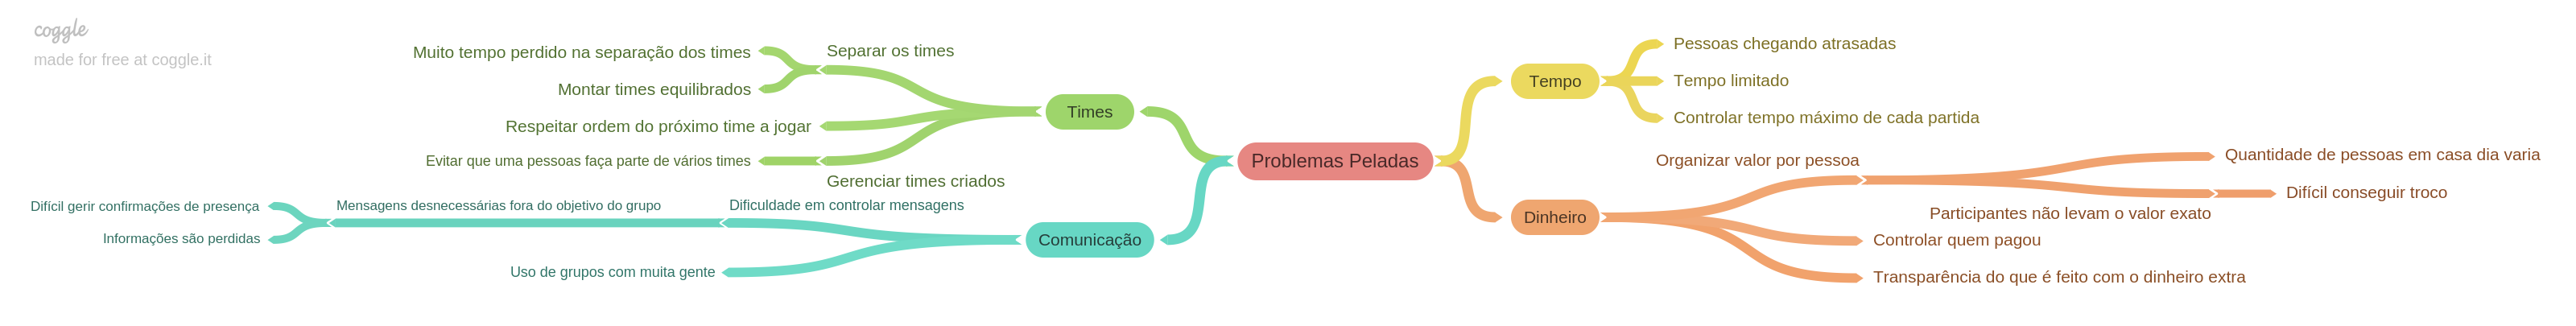 coggle
made for free at coggle.it
Problemas Peladas
Times
Separar os times
Muito tempo perdido na separação dos times
Montar times equilibrados
Respeitar ordem do próximo time a jogar
Gerenciar times criados
Evitar que uma pessoas faça parte de vários times
Comunicação
Dificuldade em controlar mensagens
Mensagens desnecessárias fora do objetivo do grupo
Difícil gerir confirmações de presença
Informações são perdidas
Uso de grupos com muita gente
Tempo
Pessoas chegando atrasadas
Tempo limitado
Controlar tempo máximo de cada partida
Dinheiro
Organizar valor por pessoa
Quantidade de pessoas em casa dia varia
Participantes não levam o valor exato
Difícil conseguir troco
Controlar quem pagou
Transparência do que é feito com o dinheiro extra